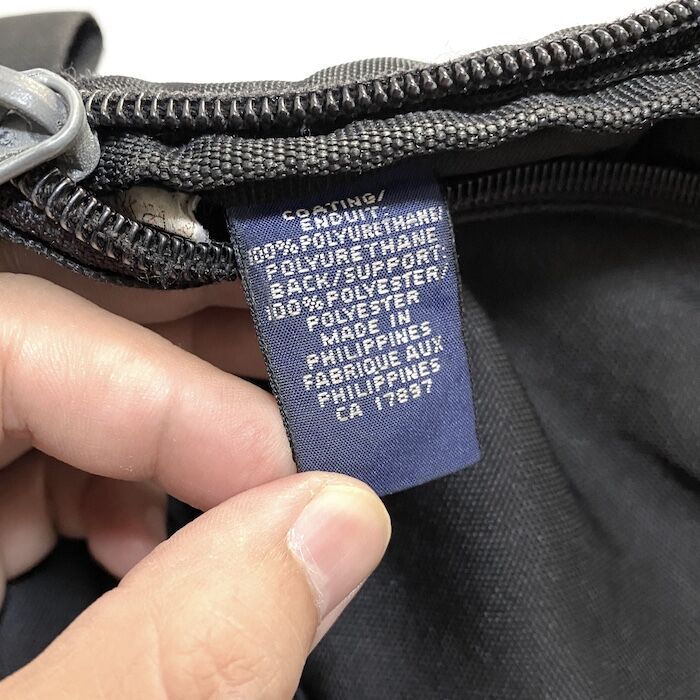 COATING/
ENDUIT:
100% POLYURETHANE
POLYURETHANE
BACK/SUPPORT:
100% POLYESTER/
POLYESTER
MADE IN
PHILIPPINES
FABRIQUE AUX
PHILIPPINES
CA 17897